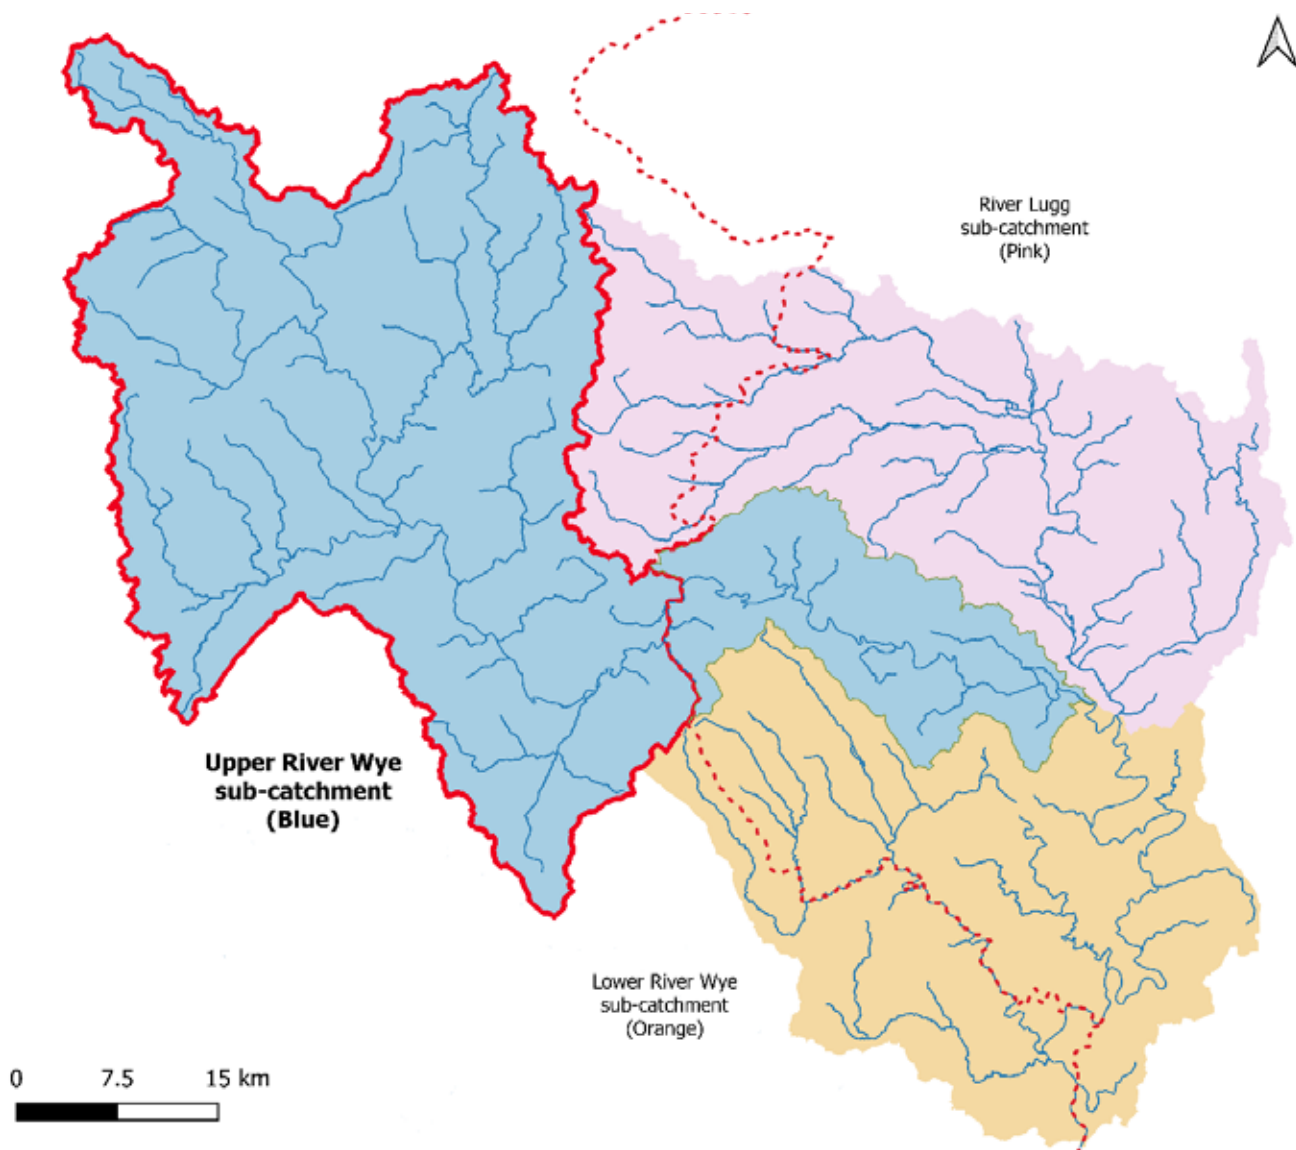 River Lugg
sub-catchment
(Pink)
Upper River Wye
sub-catchment
(Blue)
Lower River Wye
sub-catchment
(Orange)
0 7.5 15 km